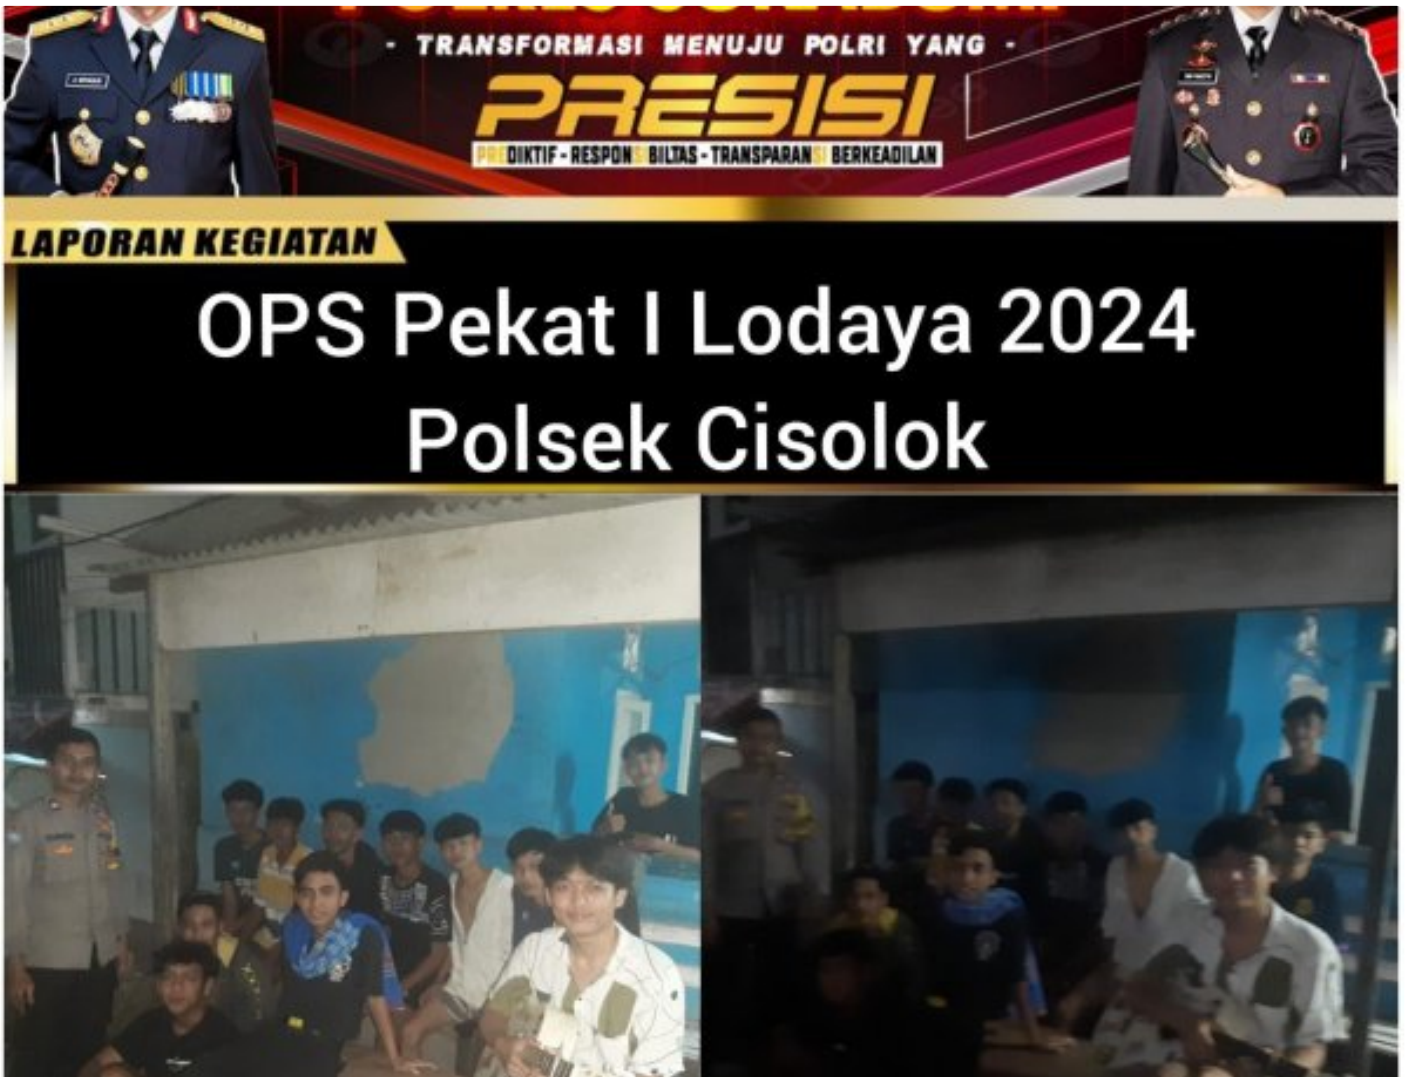 - TRANSFORMASI MENUJU POLRI YANG -
PRESISI
PREDIKTIF - RESPONSIBILTAS - TRANSPARANSI BERKEADILAN
LAPORAN KEGIATAN
OPS Pekat I Lodaya 2024
Polsek Cisolok